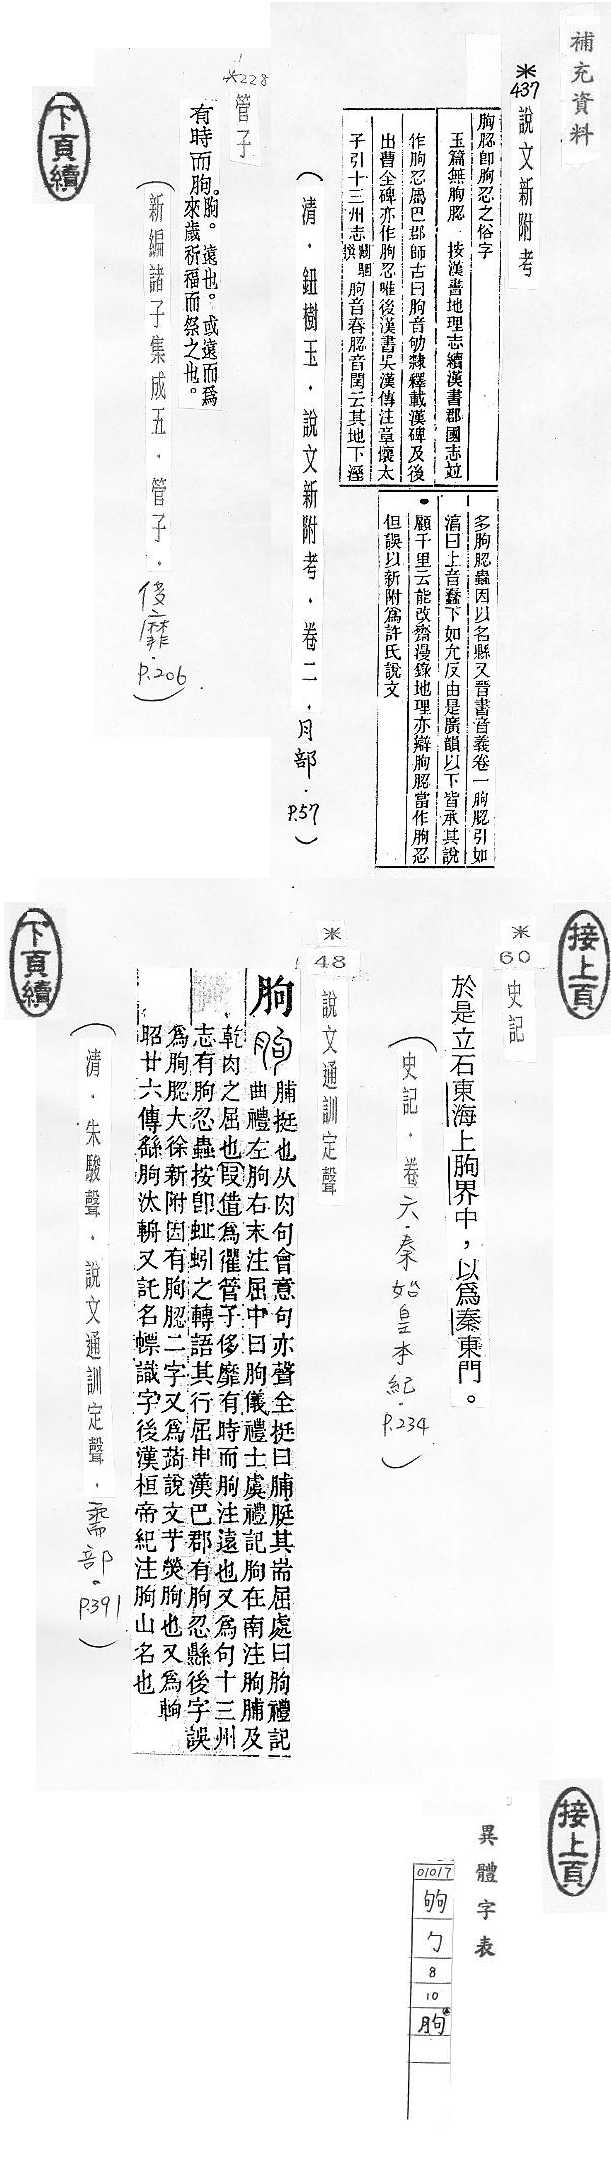 補充資料
※437
說文新附考
朐䏰卽朐忍之俗字
玉篇無朐䏰按漢書地理志續漢書郡國志竝
作朐忍屬巴郡師古曰朐音劬隸釋載漢碑及後
出曹全碑亦作朐忍唯後漢書吳漢傳注章懷太
子引十三州志闞駰撰朐音春䏰音閏云其地下溼
多朐䏰蟲因以名縣又晉書音義卷一朐䏰引如
淳曰上音蠢下如允反由是廣韻以下皆承其說
顧千里云能改齋漫錄地理亦辯朐䏰當作朐忍
但誤以新附爲許氏說文
(清.鈕樹玉.說文新附考.卷二.月部.P.57)
※228
管子
有時而朐。朐。遠也。或遠而爲
來歲祈福而祭之也。
(新編諸子集成五.管子.侈靡.P.206)
下頁續
接上頁
※60
史記
於是立石東海上朐界中，以爲秦東門。
(史記.卷六.秦始皇本紀.P.234)
※48
說文通訓定聲
朐
脯挺也从肉句會意句亦聲全挺曰脯脡其耑屈處曰朐禮記
曲禮左朐右末注屈中曰朐儀禮士虞禮記朐在南注朐脯及
乾肉之屈也叚借爲臞管子侈靡有時而朐注遠也又爲句十三州
志有朐忍蟲按卽蚯蚓之轉語其行屈申漢巴郡有朐忍縣後字誤
爲朐䏰大徐新附因有朐䏰二字又爲蒟說文芋熒朐也又爲軥
昭廿六傳繇朐汰輈又託名幖識字後漢桓帝紀注朐山名也
(清.朱駿聲.說文通訓定聲.需部.P.391)
下頁續
接上頁
異體字表
01017
勹
8
10
朐